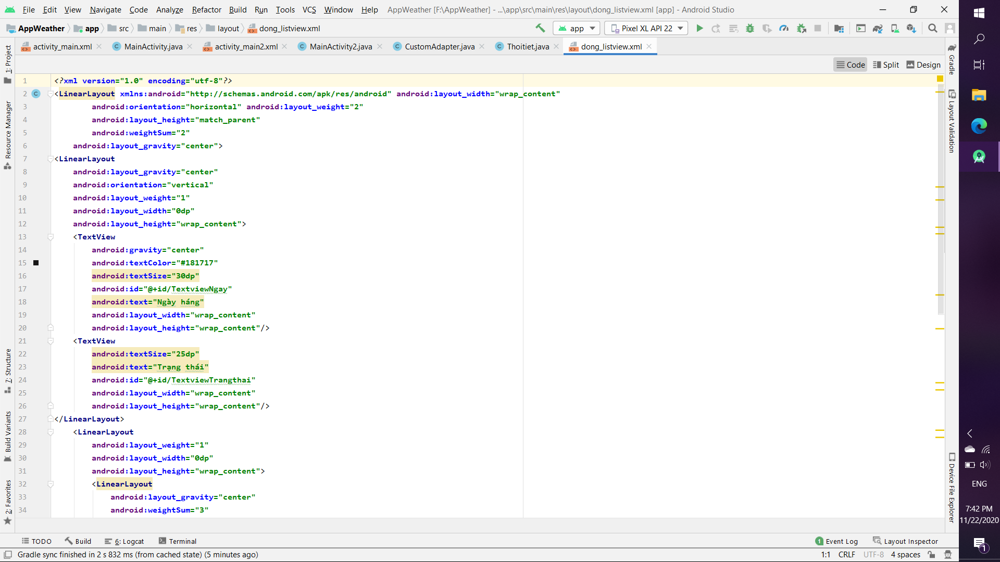 File Edit View Navigate Code Analyze Refactor Build Run Tools VCS Window Help AppWeather [F:\AppWeather] - ...\app\src\main\res\layout\dong_listview.xml [app] - Android Studio
AppWeather app src main res layout dong_listview.xml app Pixel XL API 22
activity_main.xml MainActivity.java activity_main2.xml MainActivity2.java CustomAdapter.java Thoitiet.java dong_listview.xml
Code Split Design
1 <?xml version="1.0" encoding="utf-8"?>
2 C <LinearLayout xmlns:android="http://schemas.android.com/apk/res/android" android:layout_width="wrap_content"
3 android:orientation="horizontal" android:layout_weight="2"
4 android:layout_height="match_parent"
5 android:weightSum="2"
6 android:layout_gravity="center">
7 <LinearLayout
8 android:layout_gravity="center"
9 android:orientation="vertical"
10 android:layout_weight="1"
11 android:layout_width="0dp"
12 android:layout_height="wrap_content">
13 <TextView
14 android:gravity="center"
15 android:textColor="#181717"
16 android:textSize="30dp"
17 android:id="@+id/TextviewNgay"
18 android:text="Ngày háng"
19 android:layout_width="wrap_content"
20 android:layout_height="wrap_content"/>
21 <TextView
22 android:textSize="25dp"
23 android:text="Trạng thái"
24 android:id="@+id/TextviewTrangthai"
25 android:layout_width="wrap_content"
26 android:layout_height="wrap_content"/>
27 </LinearLayout>
28 <LinearLayout
29 android:layout_weight="1"
30 android:layout_width="0dp"
31 android:layout_height="wrap_content">
32 <LinearLayout
33 android:layout_gravity="center"
34 android:weightSum="3"
1: Project
Resource Manager
7: Structure
Build Variants
2: Favorites
Gradle
Layout Validation
Device File Explorer
TODO Build 6: Logcat Terminal 1 Event Log Layout Inspector
Gradle sync finished in 2 s 832 ms (from cached state) (5 minutes ago) 1:1 CRLF UTF-8 4 spaces
ENG
7:42 PM
11/22/2020
1